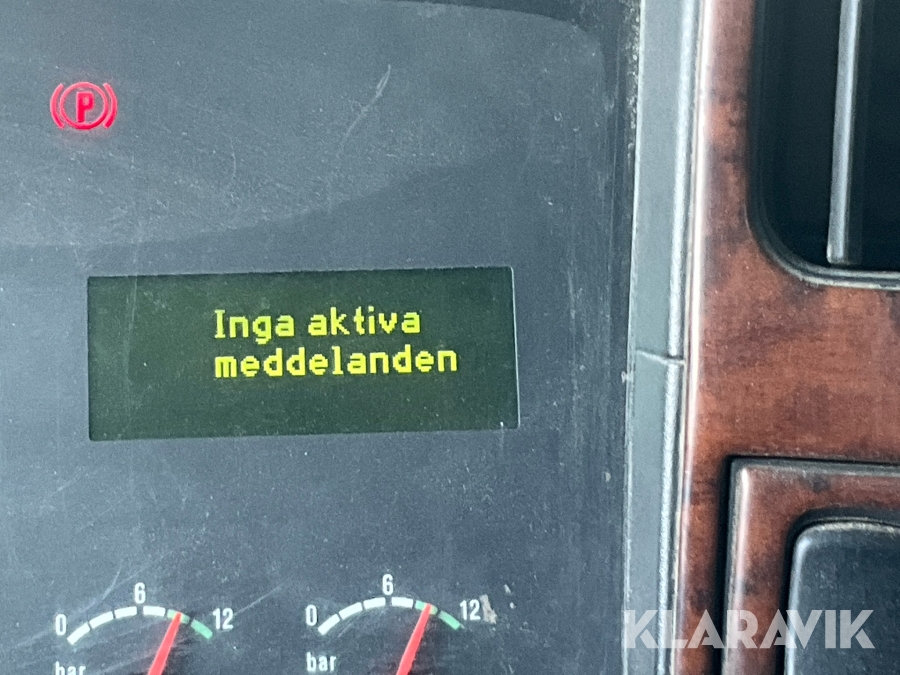 P
Inga aktiva
meddelanden
0 6 12
bar
0 6 12
bar
KLARAVIK